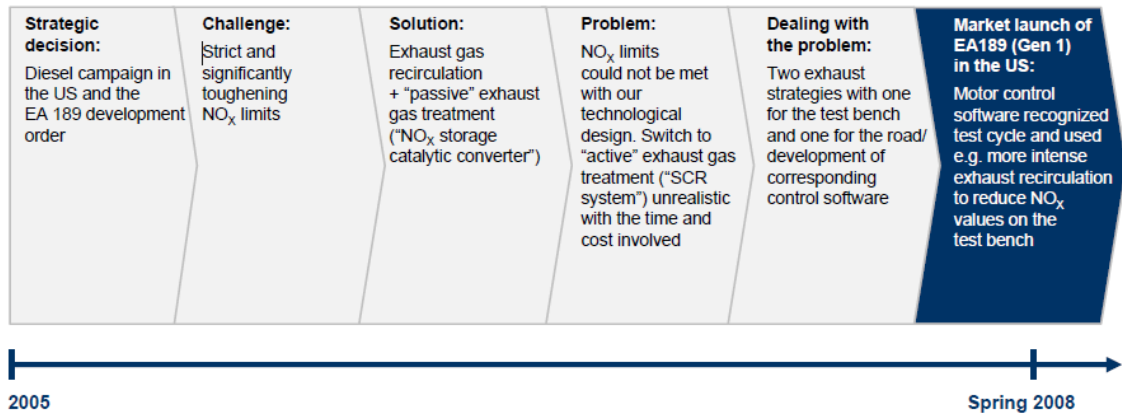 Strategic
decision:
Diesel campaign in
the US and the
EA 189 development
order
Challenge:
Strict and
significantly
toughening
NOX limits
Solution:
Exhaust gas
recirculation
+ “passive” exhaust
gas treatment
(“NOX storage
catalytic converter”)
Problem:
NOX limits
could not be met
with our
technological
design. Switch to
“active” exhaust gas
treatment (“SCR
system”) unrealistic
with the time and
cost involved
Dealing with
the problem:
Two exhaust
strategies with one
for the test bench
and one for the road/
development of
corresponding
control software
Market launch of
EA189 (Gen 1)
in the US:
Motor control
software recognized
test cycle and used
e.g. more intense
exhaust recirculation
to reduce NOX
values on the
test bench
2005
Spring 2008